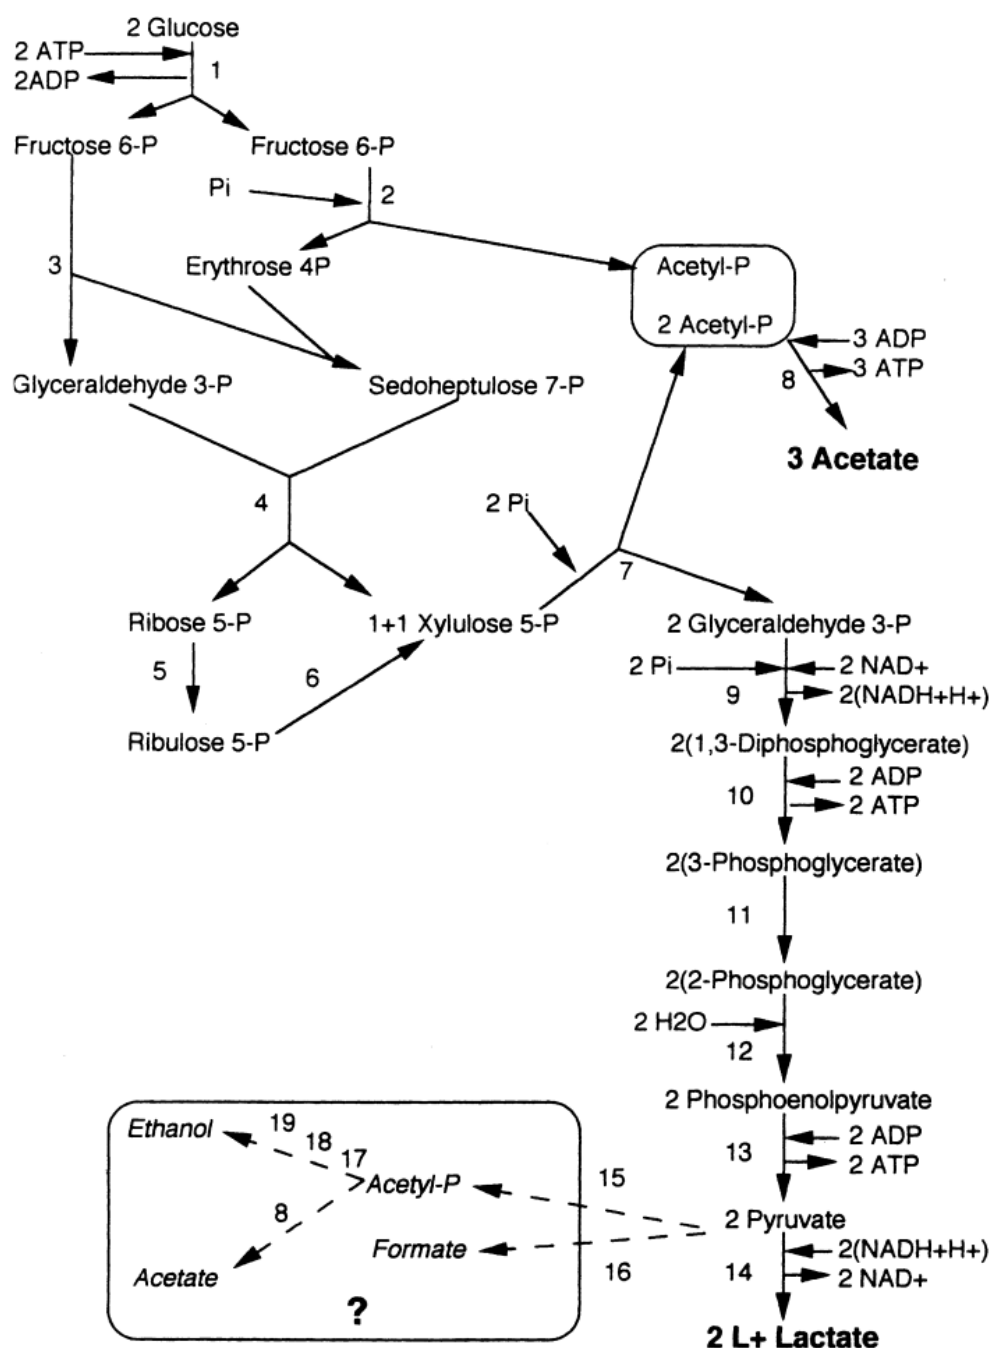 2 Glucose
2 ATP
1
2ADP
Fructose 6-P
Fructose 6-P
Pi
2
3
Erythrose 4P
Acetyl-P
2 Acetyl-P
3 ADP
3 ATP
8
Glyceraldehyde 3-P
Sedoheptulose 7-P
3 Acetate
4
2 Pi
7
Ribose 5-P
1+1 Xylulose 5-P
2 Glyceraldehyde 3-P
5
6
2 Pi
2 NAD+
9
2(NADH+H+)
Ribulose 5-P
2(1,3-Diphosphoglycerate)
2 ADP
10
2 ATP
2(3-Phosphoglycerate)
11
2(2-Phosphoglycerate)
2 H2O
12
2 Phosphoenolpyruvate
2 ADP
13
2 ATP
Ethanol
19
18
17
Acetyl-P
15
8
2 Pyruvate
Formate
2(NADH+H+)
16
14
2 NAD+
Acetate
?
2 L+ Lactate